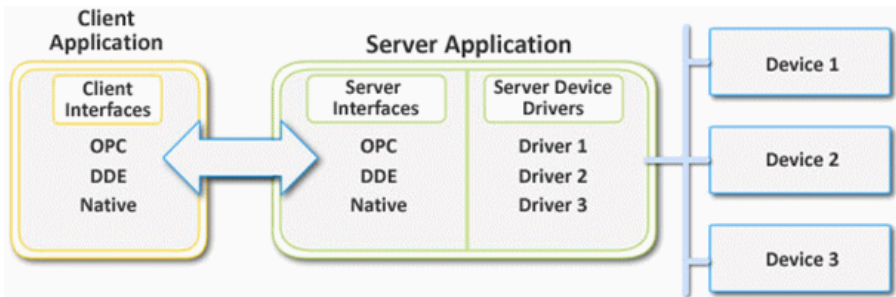 Client
Application
Client
Interfaces
OPC
DDE
Native
Server Application
Server
Interfaces
OPC
DDE
Native
Server Device
Drivers
Driver 1
Driver 2
Driver 3
Device 1
Device 2
Device 3